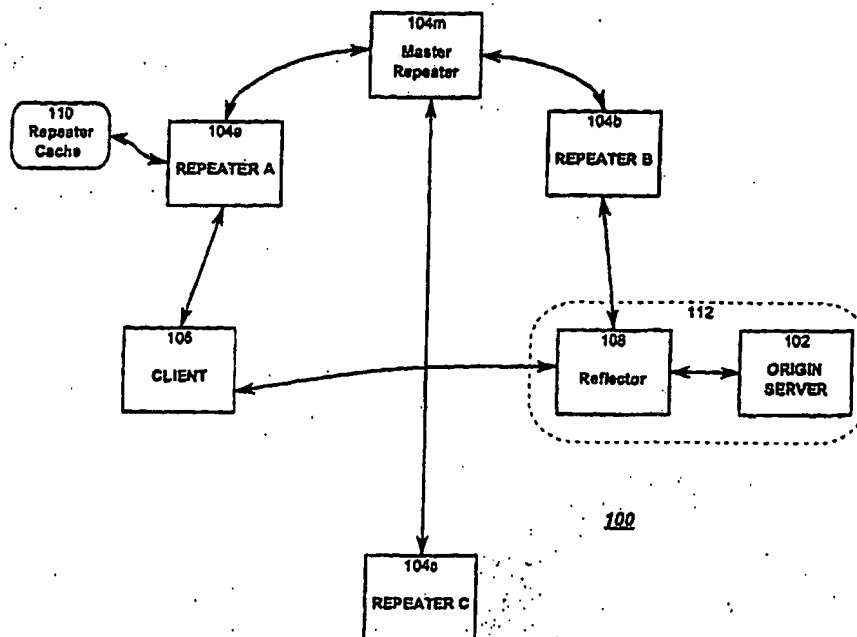 104m
Master
Repeater
110
Repeater
Cache
104a
REPEATER A
104b
REPEATER B
112
106
CLIENT
108
Reflector
102
ORIGIN
SERVER
100
104c
REPEATER C